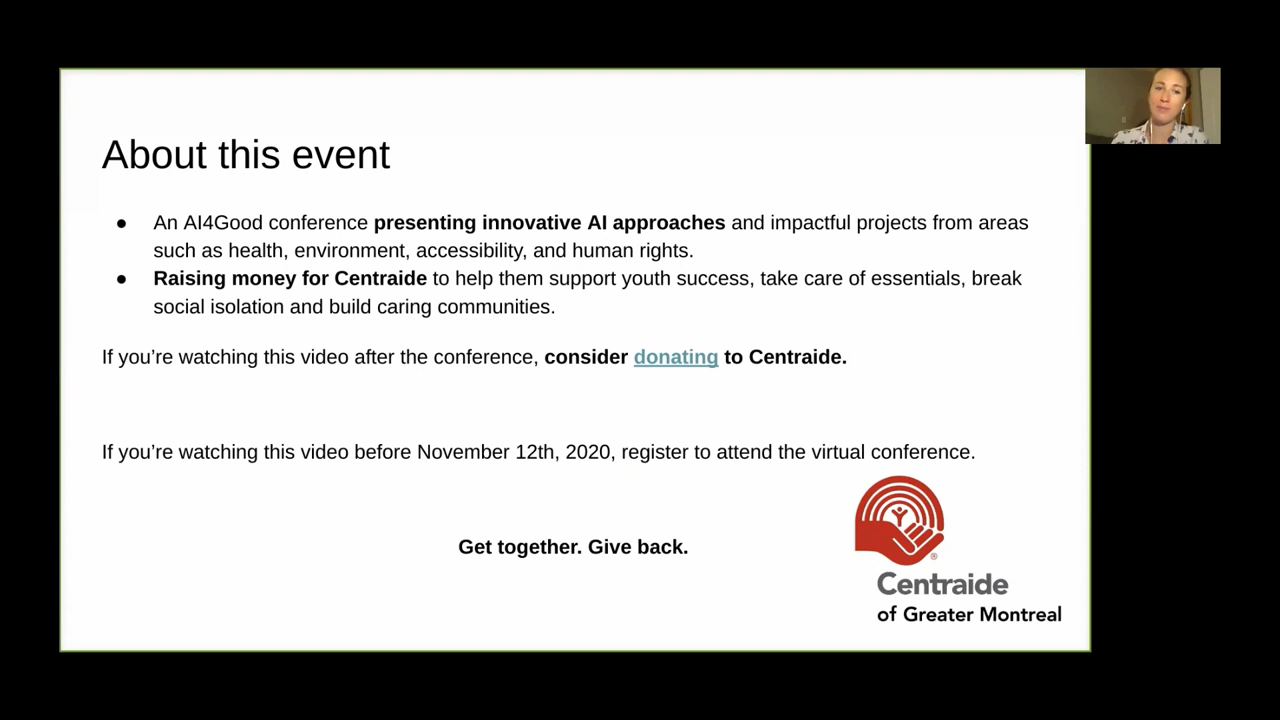 About this event
● An AI4Good conference presenting innovative AI approaches and impactful projects from areas
such as health, environment, accessibility, and human rights.
● Raising money for Centraide to help them support youth success, take care of essentials, break
social isolation and build caring communities.
If you’re watching this video after the conference, consider donating to Centraide.
If you’re watching this video before November 12th, 2020, register to attend the virtual conference.
Get together. Give back.
®
Centraide
of Greater Montreal